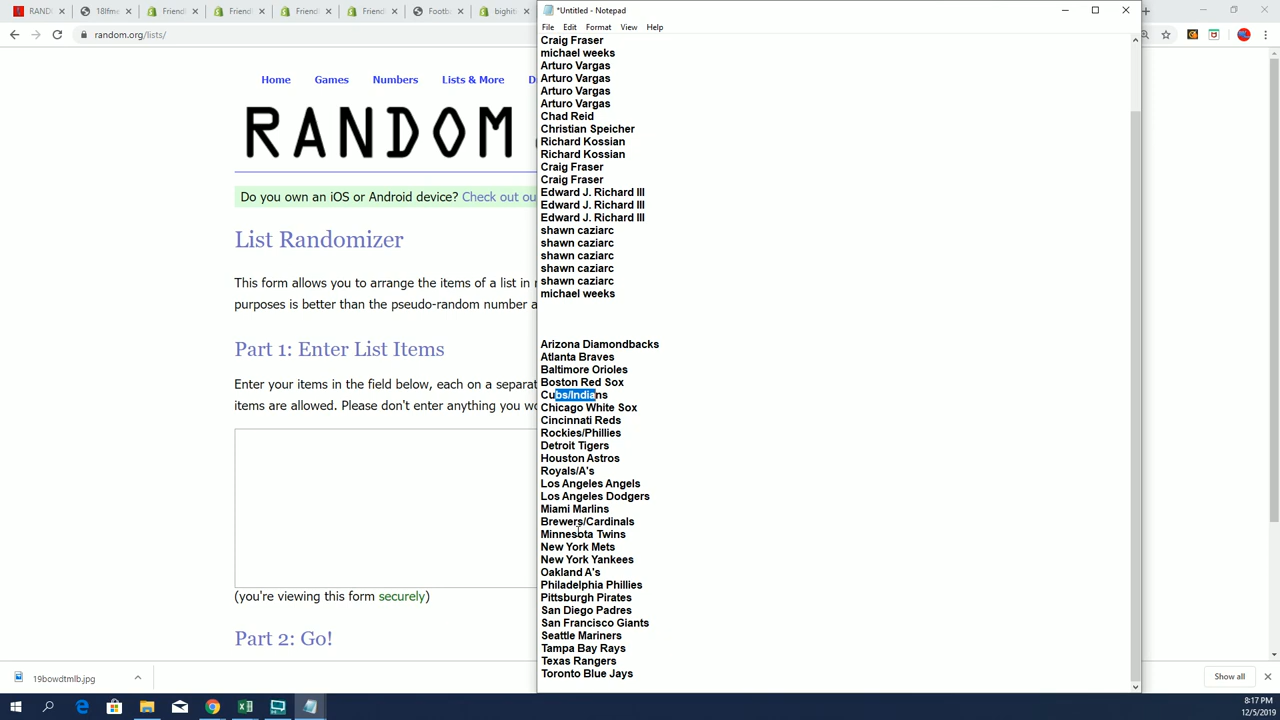 RAND
18lfmc
Friend
Friend
Friend
Friend
Footb
bight
random.org/lists/
Home
Games
Numbers
Lists & More
D
RANDOM
Do you own an iOS or Android device? Check out ou
List Randomizer
This form allows you to arrange the items of a list in r
purposes is better than the pseudo-random number a
Part 1: Enter List Items
Enter your items in the field below, each on a separat
items are allowed. Please don't enter anything you wo
(you're viewing this form securely)
Part 2: Go!
*Untitled - Notepad
File Edit Format View Help
Craig Fraser
michael weeks
Arturo Vargas
Arturo Vargas
Arturo Vargas
Arturo Vargas
Chad Reid
Christian Speicher
Richard Kossian
Richard Kossian
Craig Fraser
Craig Fraser
Edward J. Richard III
Edward J. Richard III
Edward J. Richard III
shawn caziarc
shawn caziarc
shawn caziarc
shawn caziarc
shawn caziarc
michael weeks
Arizona Diamondbacks
Atlanta Braves
Baltimore Orioles
Boston Red Sox
Cubs/Indians
Chicago White Sox
Cincinnati Reds
Rockies/Phillies
Detroit Tigers
Houston Astros
Royals/A's
Los Angeles Angels
Los Angeles Dodgers
Miami Marlins
Brewers/Cardinals
Minnesota Twins
New York Mets
New York Yankees
Oakland A's
Philadelphia Phillies
Pittsburgh Pirates
San Diego Padres
San Francisco Giants
Seattle Mariners
Tampa Bay Rays
Texas Rangers
Toronto Blue Jays
19bowdtmlb.jpg
Show all
8:17 PM
12/5/2019